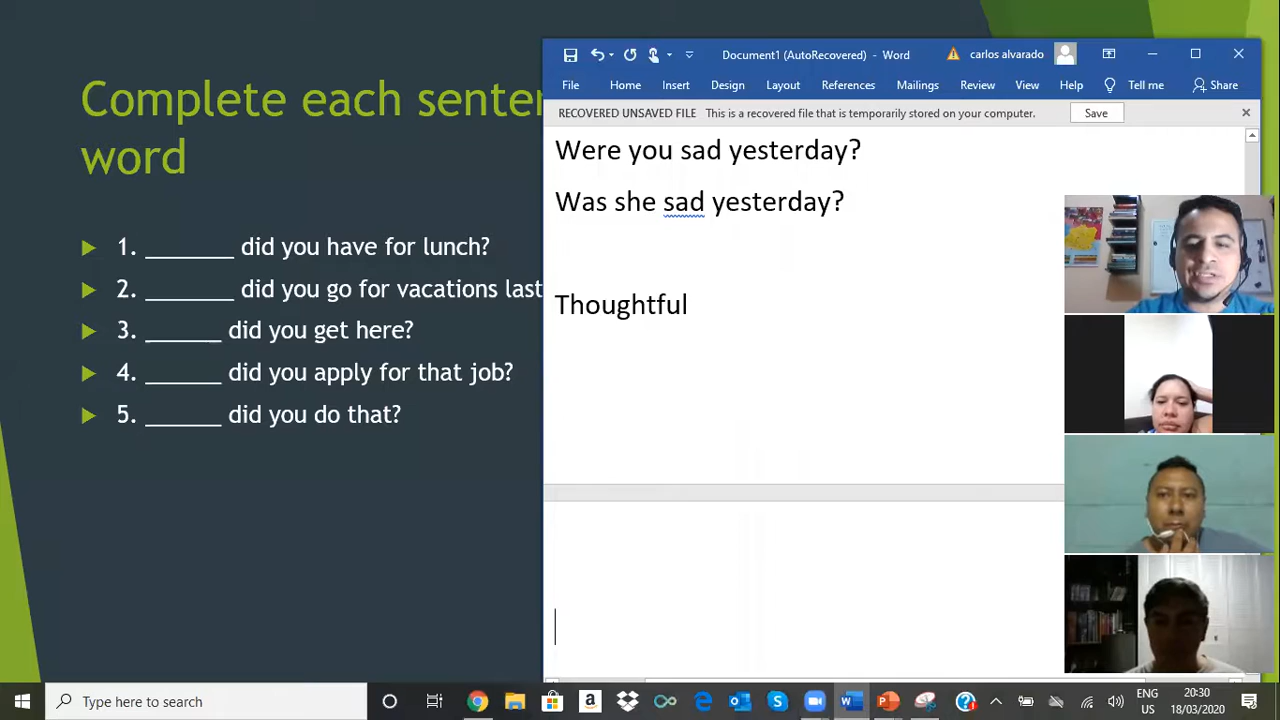 Complete each senten
word
1. _______ did you have for lunch?
2. _______ did you go for vacations last
3. ______ did you get here?
4. ______ did you apply for that job?
5. ______ did you do that?
Document1 (AutoRecovered) - Word
carlos alvarado
File Home Insert Design Layout References Mailings Review View Help Tell me Share
RECOVERED UNSAVED FILE This is a recovered file that is temporarily stored on your computer. Save
Were you sad yesterday?
Was she sad yesterday?
Thoughtful
Type here to search
ENG 20:30
US 18/03/2020